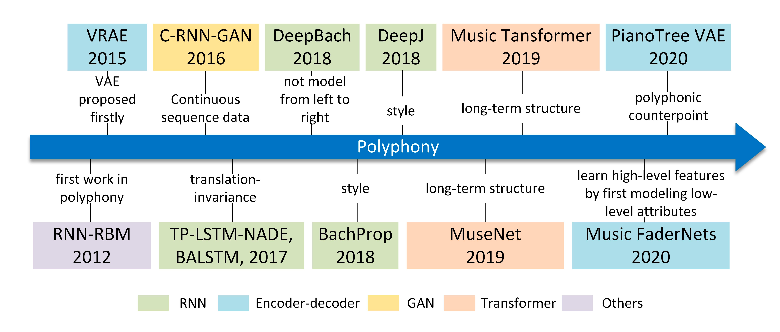 VRAE
2015
C-RNN-GAN
2016
DeepBach
2018
DeepJ
2018
Music Tansformer
2019
PianoTree VAE
2020
VAE
proposed
firstly
Continuous
sequence data
not model
from left to
right
style
long-term structure
polyphonic
counterpoint
Polyphony
first work in
polyphony
translation-
invariance
style
long-term structure
learn high-level features
by first modeling low-
level attributes
RNN-RBM
2012
TP-LSTM-NADE,
BALSTM, 2017
BachProp
2018
MuseNet
2019
Music FaderNets
2020
RNN
Encoder-decoder
GAN
Transformer
Others